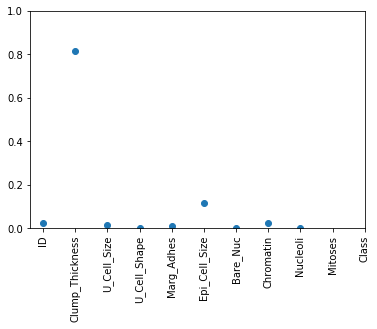 1.0
0.8
0.6
0.4
0.2
0.0
ID
Clump_Thickness
U_Cell_Size
U_Cell_Shape
Marg_Adhes
Epi_Cell_Size
Bare_Nuc
Chromatin
Nucleoli
Mitoses
Class